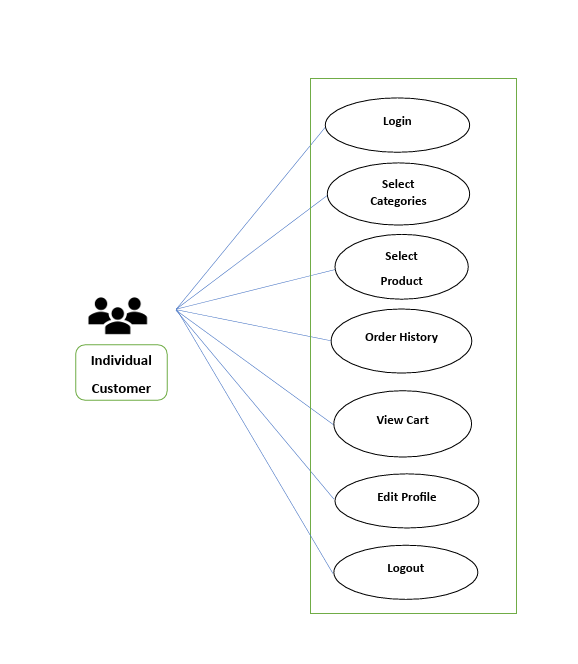 Login
Select
Categories
Select
Product
Order History
Individual
Customer
View Cart
Edit Profile
Logout